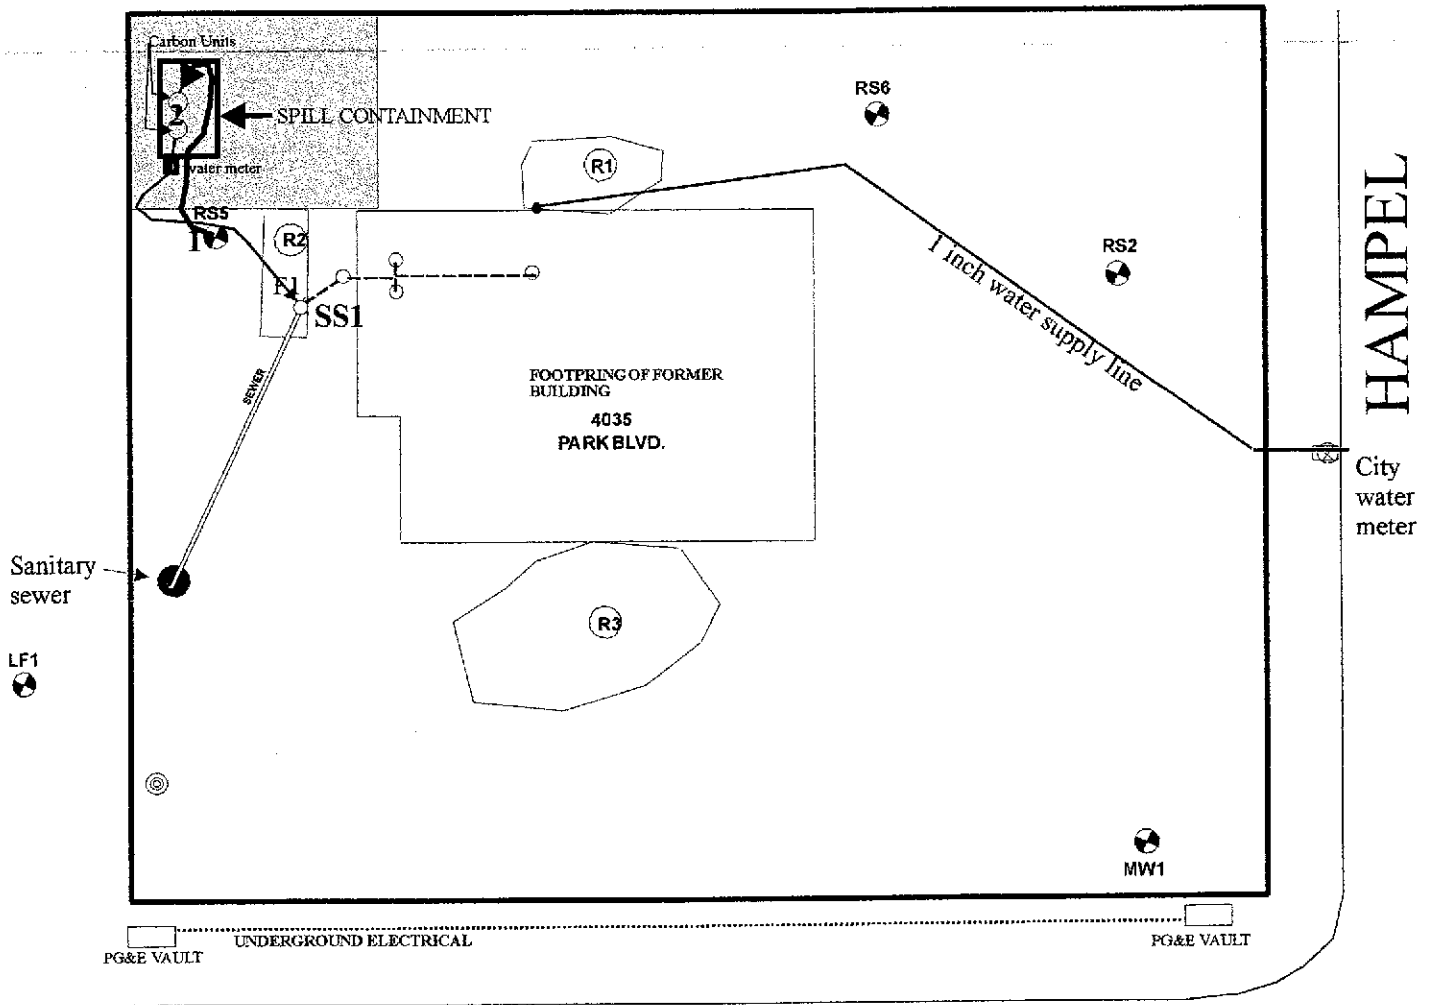 Carbon Units
2
SPILL CONTAINMENT
water meter
RS6
R1
RS5
1
R2
F1
SS1
RS2
1 inch water supply line
HAMPEL
SEWER
FOOTPRING OF FORMER
BUILDING
4035
PARK BLVD.
City
water
meter
Sanitary
sewer
R3
LF1
MW1
UNDERGROUND ELECTRICAL
PG&E VAULT
PG&E VAULT